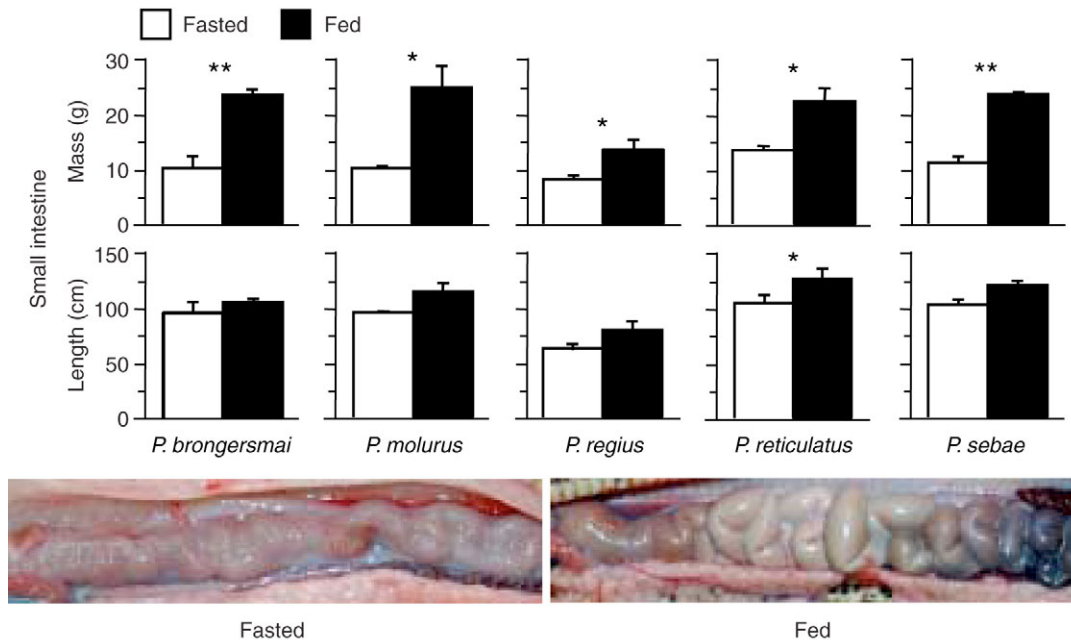 Fasted Fed
Small intestine
Mass (g)
30
20
10
0
**
*
*
*
**
Length (cm)
150
100
50
0
*
P. brongersmai P. molurus P. regius P. reticulatus P. sebae
Fasted Fed